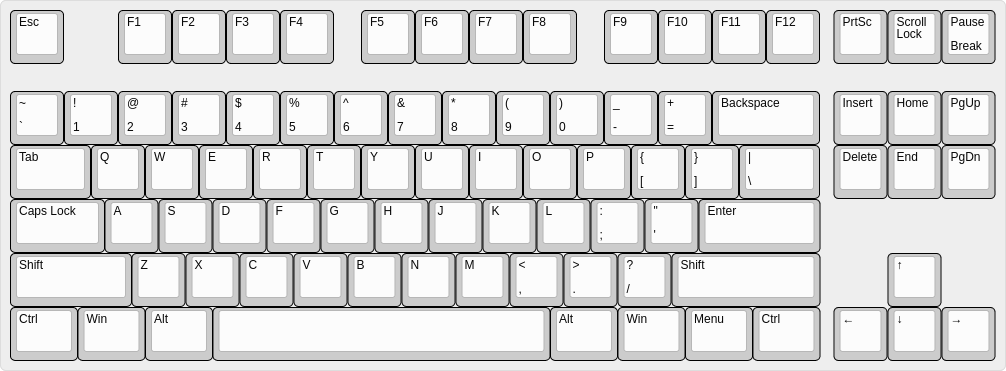 Esc F1 F2 F3 F4 F5 F6 F7 F8 F9 F10 F11 F12 PrtSc Scroll Lock Pause Break
~ ! @ # $ % ^ & * ( ) _ + Backspace Insert Home PgUp
` 1 2 3 4 5 6 7 8 9 0 - =
Tab Q W E R T Y U I O P { } | Delete End PgDn
[ ] \
Caps Lock A S D F G H J K L : " Enter
; '
Shift Z X C V B N M < > ? Shift ↑
, . /
Ctrl Win Alt Alt Win Menu Ctrl ← ↓ →